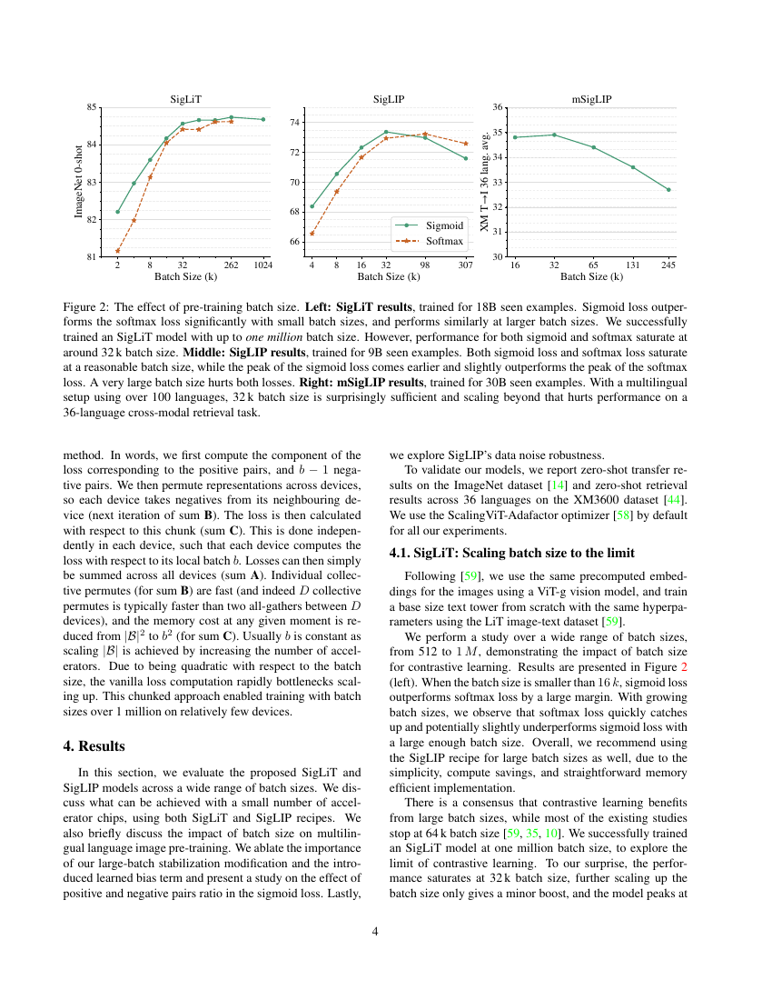 SigLiT
85
84
83
82
81
ImageNet 0-shot
2 8 32 262 1024
Batch Size (k)
SigLIP
74
72
70
68
66
Sigmoid
Softmax
4 8 16 32 98 307
Batch Size (k)
mSigLIP
36
35
34
33
32
31
30
XM T→I 36 lang. avg.
16 32 65 131 245
Batch Size (k)
Figure 2: The effect of pre-training batch size. Left: SigLiT results, trained for 18B seen examples. Sigmoid loss outper-
forms the softmax loss significantly with small batch sizes, and performs similarly at larger batch sizes. We successfully
trained an SigLiT model with up to one million batch size. However, performance for both sigmoid and softmax saturate at
around 32 k batch size. Middle: SigLIP results, trained for 9B seen examples. Both sigmoid loss and softmax loss saturate
at a reasonable batch size, while the peak of the sigmoid loss comes earlier and slightly outperforms the peak of the softmax
loss. A very large batch size hurts both losses. Right: mSigLIP results, trained for 30B seen examples. With a multilingual
setup using over 100 languages, 32 k batch size is surprisingly sufficient and scaling beyond that hurts performance on a
36-language cross-modal retrieval task.
method. In words, we first compute the component of the
loss corresponding to the positive pairs, and b − 1 nega-
tive pairs. We then permute representations across devices,
so each device takes negatives from its neighbouring de-
vice (next iteration of sum B). The loss is then calculated
with respect to this chunk (sum C). This is done indepen-
dently in each device, such that each device computes the
loss with respect to its local batch b. Losses can then simply
be summed across all devices (sum A). Individual collec-
tive permutes (for sum B) are fast (and indeed D collective
permutes is typically faster than two all-gathers between D
devices), and the memory cost at any given moment is re-
duced from |B|² to b² (for sum C). Usually b is constant as
scaling |B| is achieved by increasing the number of accel-
erators. Due to being quadratic with respect to the batch
size, the vanilla loss computation rapidly bottlenecks scal-
ing up. This chunked approach enabled training with batch
sizes over 1 million on relatively few devices.
4. Results
In this section, we evaluate the proposed SigLiT and
SigLIP models across a wide range of batch sizes. We dis-
cuss what can be achieved with a small number of accel-
erator chips, using both SigLiT and SigLIP recipes. We
also briefly discuss the impact of batch size on multilin-
gual language image pre-training. We ablate the importance
of our large-batch stabilization modification and the intro-
duced learned bias term and present a study on the effect of
positive and negative pairs ratio in the sigmoid loss. Lastly,
we explore SigLIP's data noise robustness.
To validate our models, we report zero-shot transfer re-
sults on the ImageNet dataset [14] and zero-shot retrieval
results across 36 languages on the XM3600 dataset [44].
We use the ScalingViT-Adafactor optimizer [58] by default
for all our experiments.
4.1. SigLiT: Scaling batch size to the limit
Following [59], we use the same precomputed embed-
dings for the images using a ViT-g vision model, and train
a base size text tower from scratch with the same hyperpa-
rameters using the LiT image-text dataset [59].
We perform a study over a wide range of batch sizes,
from 512 to 1 M, demonstrating the impact of batch size
for contrastive learning. Results are presented in Figure 2
(left). When the batch size is smaller than 16 k, sigmoid loss
outperforms softmax loss by a large margin. With growing
batch sizes, we observe that softmax loss quickly catches
up and potentially slightly underperforms sigmoid loss with
a large enough batch size. Overall, we recommend using
the SigLIP recipe for large batch sizes as well, due to the
simplicity, compute savings, and straightforward memory
efficient implementation.
There is a consensus that contrastive learning benefits
from large batch sizes, while most of the existing studies
stop at 64 k batch size [59, 35, 10]. We successfully trained
an SigLiT model at one million batch size, to explore the
limit of contrastive learning. To our surprise, the perfor-
mance saturates at 32 k batch size, further scaling up the
batch size only gives a minor boost, and the model peaks at
4